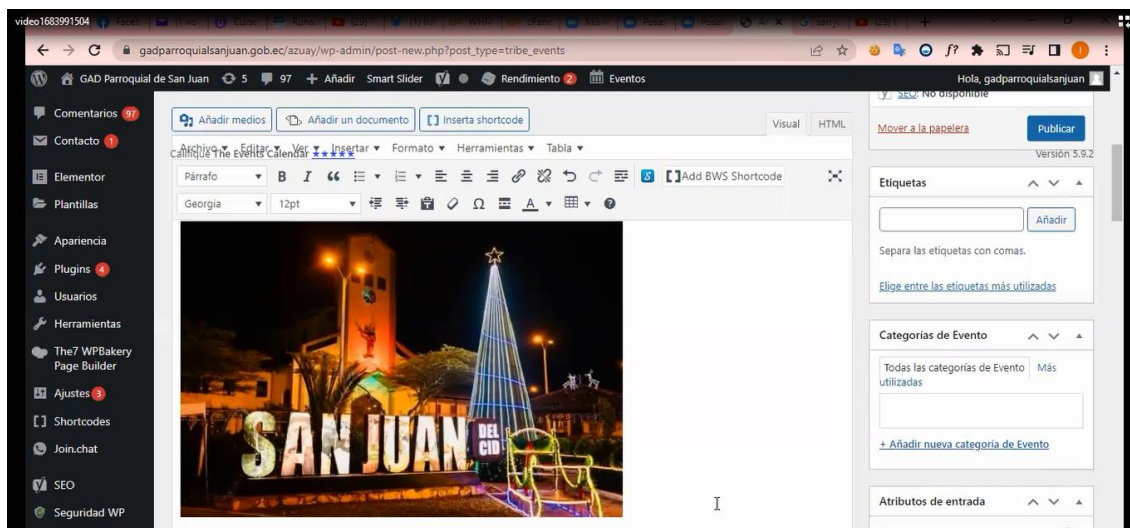 video1683991504
gadparroquialsanjuan.gob.ec/azuay/wp-admin/post-new.php?post_type=tribe_events
GAD Parroquial de San Juan 5 97 + Añadir Smart Slider Rendimiento 2 Eventos Hola, gadparroquialsanjuan
Comentarios 97
Contacto 1
Elementor
Plantillas
Apariencia
Plugins 4
Usuarios
Herramientas
The7 WPBakery
Page Builder
Ajustes 3
Shortcodes
Join.chat
SEO
Seguridad WP
Añadir medios Añadir un documento Inserta shortcode
Visual HTML
Archivo Editar Ver Insertar Formato Herramientas Tabla
Califique The Events Calendar ★★★★★
Párrafo B I Add BWS Shortcode
Georgia 12pt
SAN JUAN
DEL
CID
SEO: No disponible
Mover a la papelera Publicar
Versión 5.9.2
Etiquetas
Añadir
Separa las etiquetas con comas.
Elige entre las etiquetas más utilizadas
Categorías de Evento
Todas las categorías de Evento Más
utilizadas
+ Añadir nueva categoría de Evento
Atributos de entrada